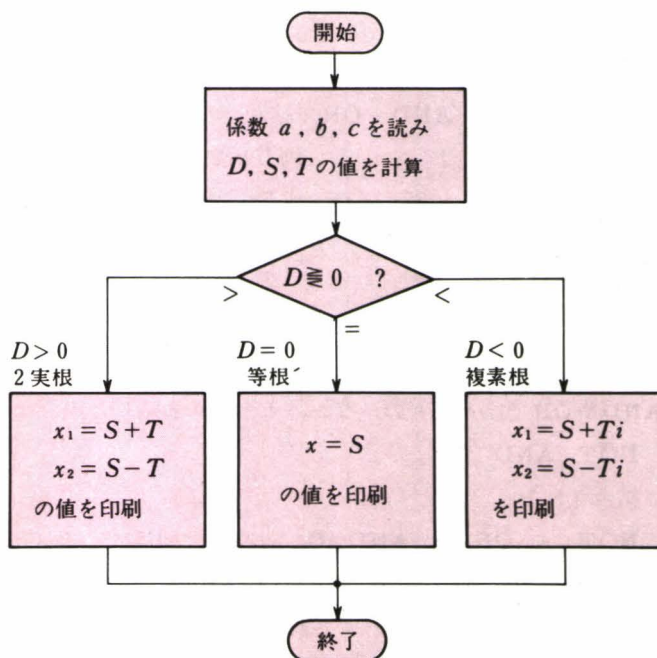 開始
係数 a, b, c を読み
D, S, T の値を計算
D⋛0 ?
>
=
<
D>0
2実根
D=0
等根
D<0
複素根
x₁=S+T
x₂=S−T
の値を印刷
x=S
の値を印刷
x₁=S+Ti
x₂=S−Ti
を印刷
終了